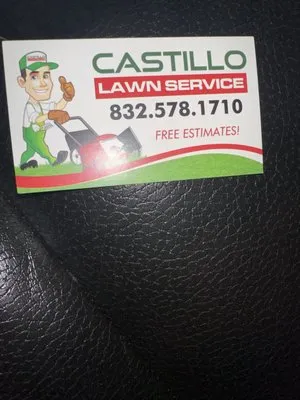 CASTILLO
LAWN SERVICE
832.578.1710
FREE ESTIMATES!